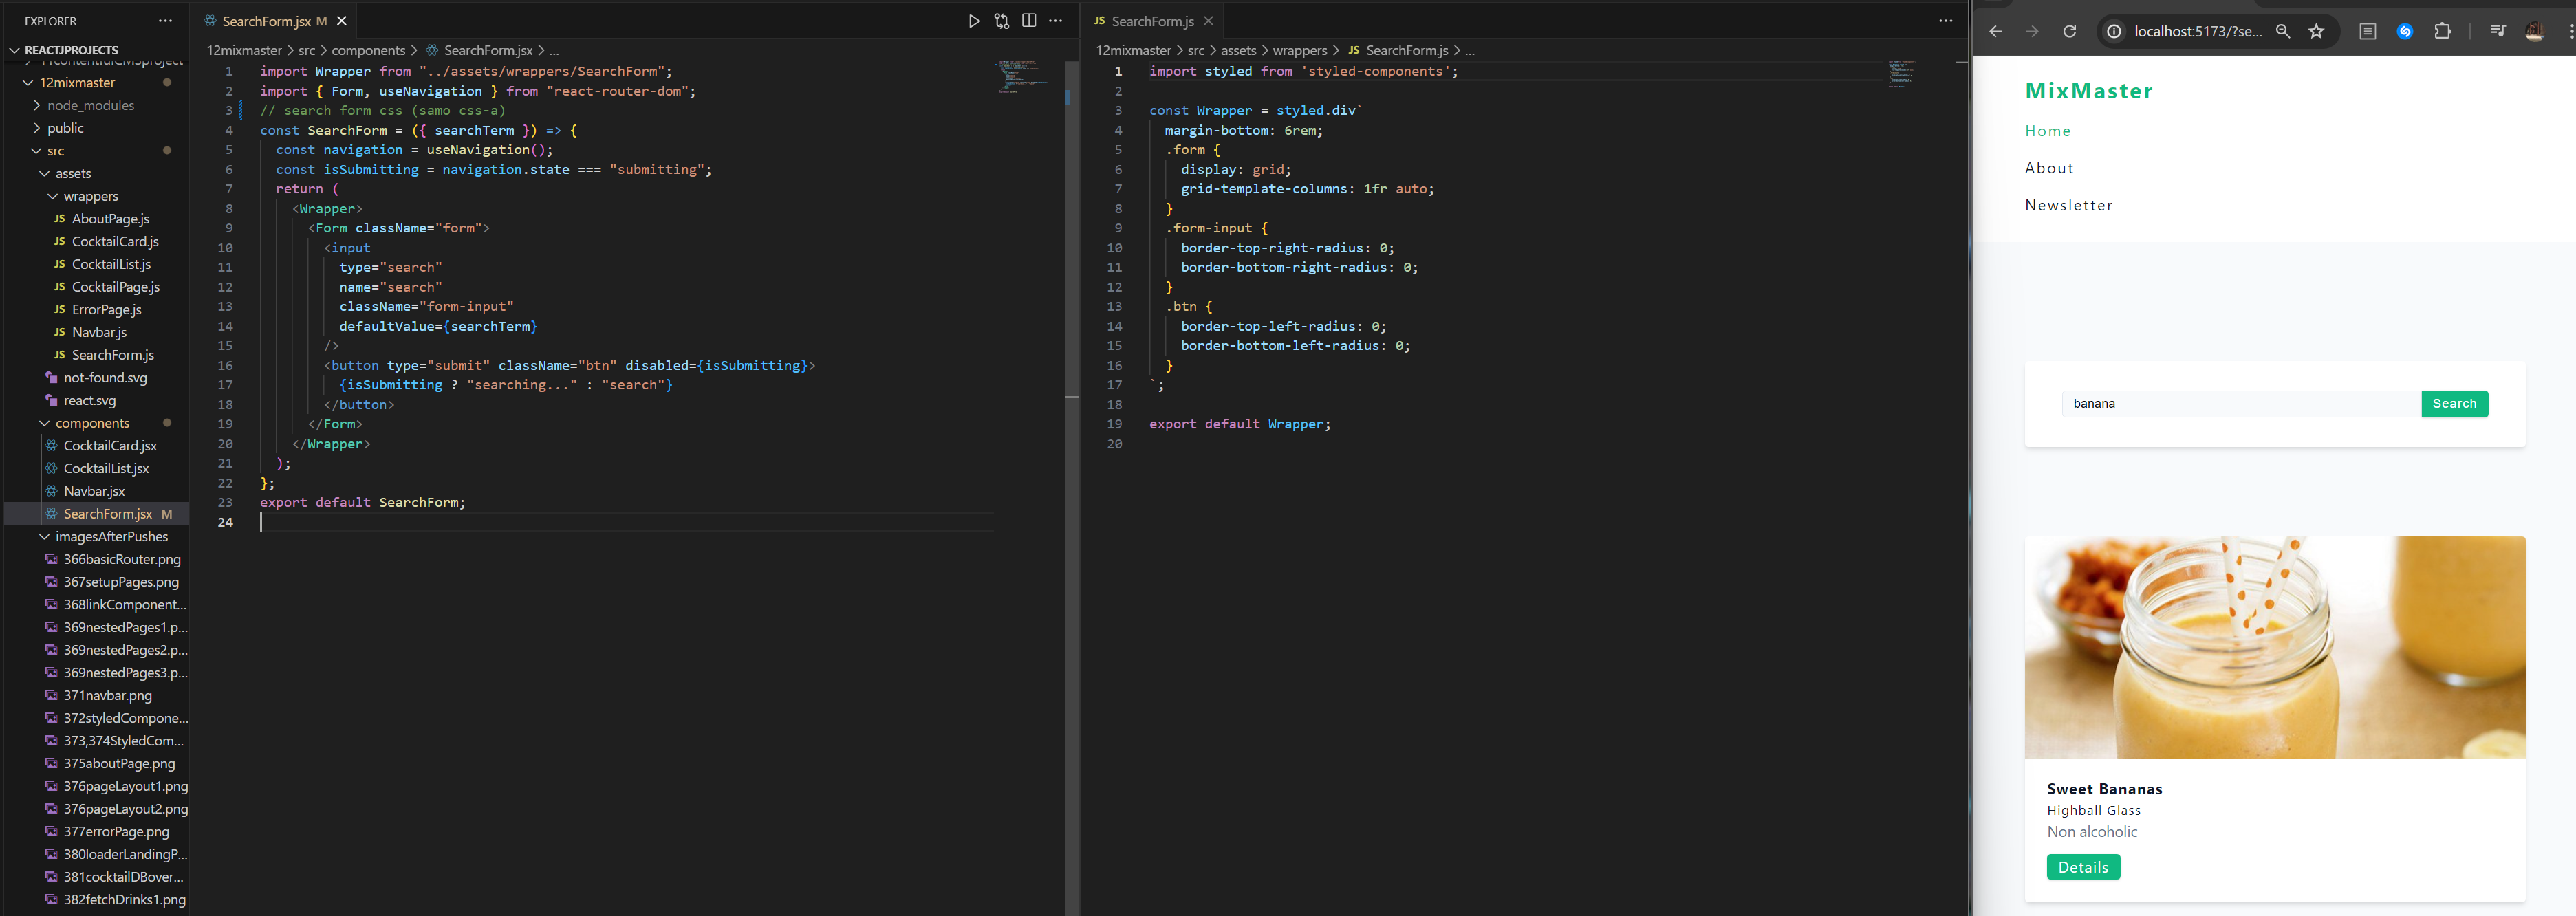 EXPLORER
REACTJPROJECTS
12mixmaster
node_modules
public
src
assets
wrappers
JS AboutPage.js
JS CocktailCard.js
JS CocktailList.js
JS CocktailPage.js
JS ErrorPage.js
JS Navbar.js
JS SearchForm.js
not-found.svg
react.svg
components
CocktailCard.jsx
CocktailList.jsx
Navbar.jsx
SearchForm.jsx M
imagesAfterPushes
366basicRouter.png
367setupPages.png
368linkComponent...
369nestedPages1.p...
369nestedPages2.p...
369nestedPages3.p...
371navbar.png
372styledCompone...
373,374StyledCom...
375aboutPage.png
376pageLayout1.png
376pageLayout2.png
377errorPage.png
380loaderLandingP...
381cocktailDBover...
382fetchDrinks1.png
SearchForm.jsx M
12mixmaster > src > components > SearchForm.jsx > ...
1 import Wrapper from "../assets/wrappers/SearchForm";
2 import { Form, useNavigation } from "react-router-dom";
3 // search form css (samo css-a)
4 const SearchForm = ({ searchTerm }) => {
5 const navigation = useNavigation();
6 const isSubmitting = navigation.state === "submitting";
7 return (
8 <Wrapper>
9 <Form className="form">
10 <input
11 type="search"
12 name="search"
13 className="form-input"
14 defaultValue={searchTerm}
15 />
16 <button type="submit" className="btn" disabled={isSubmitting}>
17 {isSubmitting ? "searching..." : "search"}
18 </button>
19 </Form>
20 </Wrapper>
21 );
22 };
23 export default SearchForm;
24
JS SearchForm.js
12mixmaster > src > assets > wrappers > JS SearchForm.js > ...
1 import styled from 'styled-components';
2
3 const Wrapper = styled.div`
4 margin-bottom: 6rem;
5 .form {
6 display: grid;
7 grid-template-columns: 1fr auto;
8 }
9 .form-input {
10 border-top-right-radius: 0;
11 border-bottom-right-radius: 0;
12 }
13 .btn {
14 border-top-left-radius: 0;
15 border-bottom-left-radius: 0;
16 }
17 `;
18
19 export default Wrapper;
20
localhost:5173/?se...
MixMaster
Home
About
Newsletter
banana
Search
Sweet Bananas
Highball Glass
Non alcoholic
Details